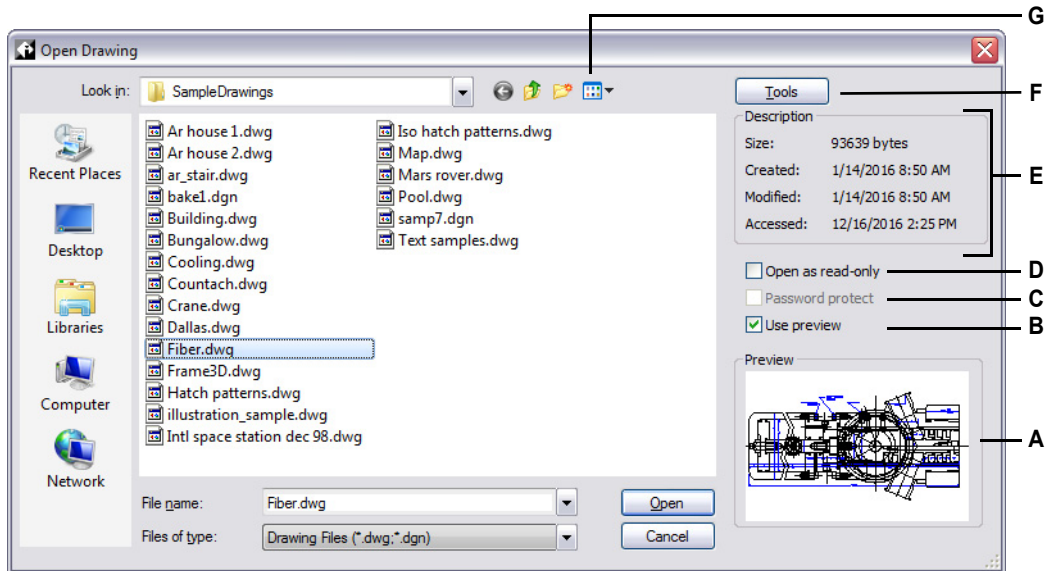 G
Open Drawing
Look in:
SampleDrawings
Tools
F
Ar house 1.dwg
Ar house 2.dwg
ar_stair.dwg
bake1.dgn
Building.dwg
Bungalow.dwg
Cooling.dwg
Countach.dwg
Crane.dwg
Dallas.dwg
Fiber.dwg
Frame3D.dwg
Hatch patterns.dwg
illustration_sample.dwg
Intl space station dec 98.dwg
Iso hatch patterns.dwg
Map.dwg
Mars rover.dwg
Pool.dwg
samp7.dgn
Text samples.dwg
Recent Places
Desktop
Libraries
Computer
Network
Description
Size: 93639 bytes
Created: 1/14/2016 8:50 AM
Modified: 1/14/2016 8:50 AM
Accessed: 12/16/2016 2:25 PM
E
Open as read-only
D
Password protect
C
Use preview
B
Preview
A
File name:
Fiber.dwg
Open
Files of type:
Drawing Files (*.dwg;*.dgn)
Cancel